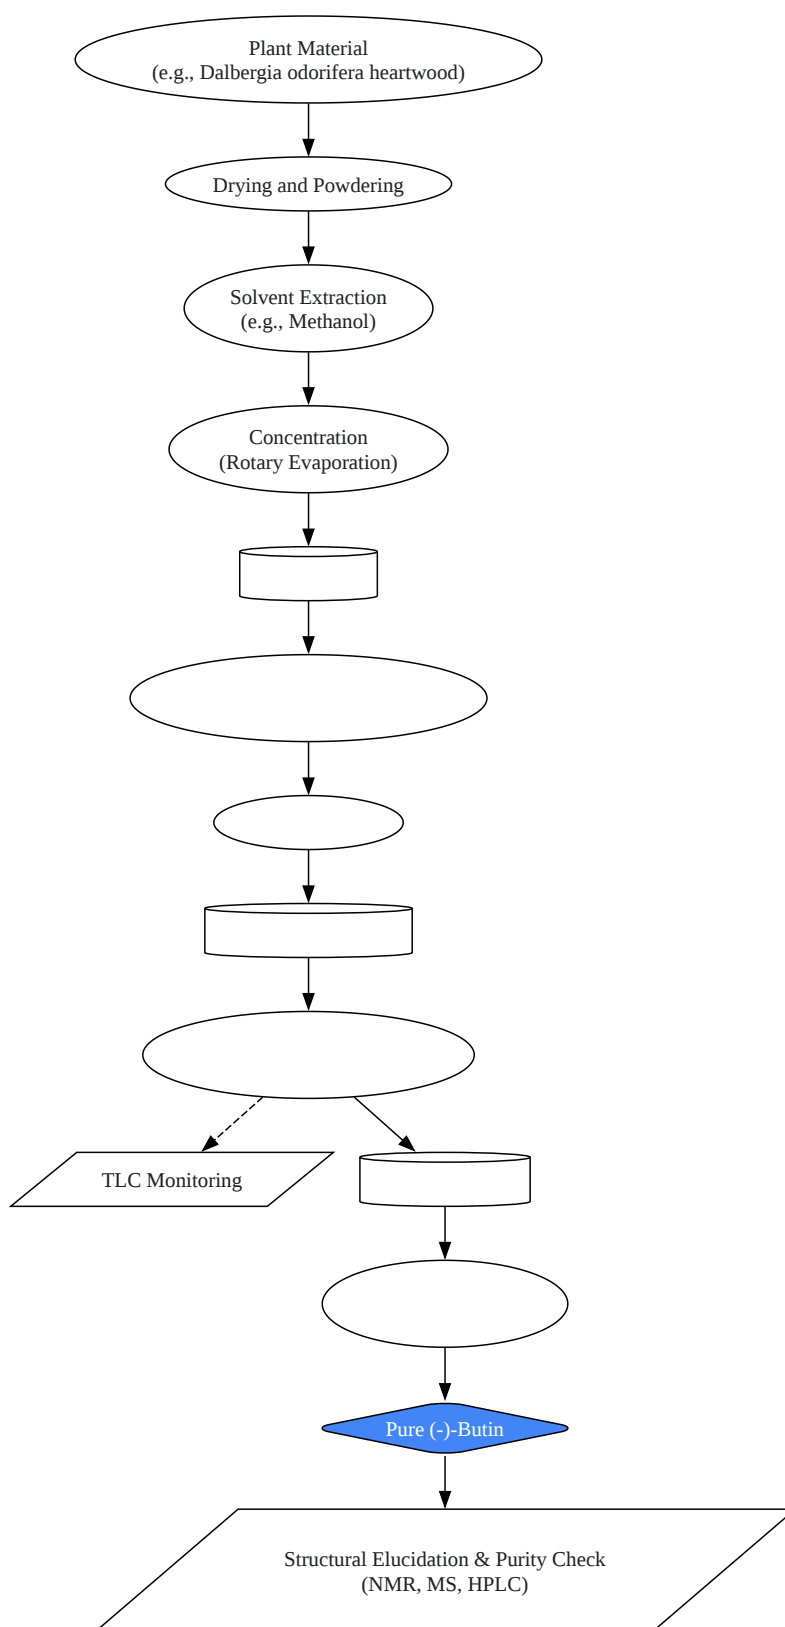 Plant Material
(e.g., Dalbergia odorifera heartwood)
Drying and Powdering
Solvent Extraction
(e.g., Methanol)
Concentration
(Rotary Evaporation)
TLC Monitoring
Pure (-)-Butin
Structural Elucidation & Purity Check
(NMR, MS, HPLC)